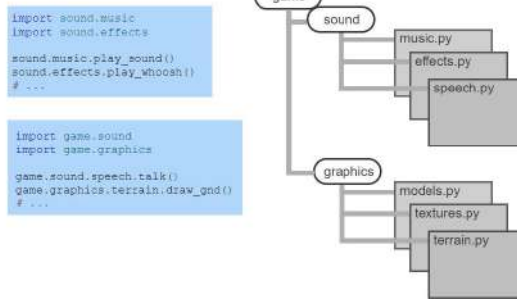 import sound.music
import sound.effects
sound.music.play_sound()
sound.effects.play_whoosh()
# ...
import game.sound
import game.graphics
game.sound.speech.talk()
game.graphics.terrain.draw_gnd()
# ...
game
sound
music.py
effects.py
speech.py
graphics
models.py
textures.py
terrain.py